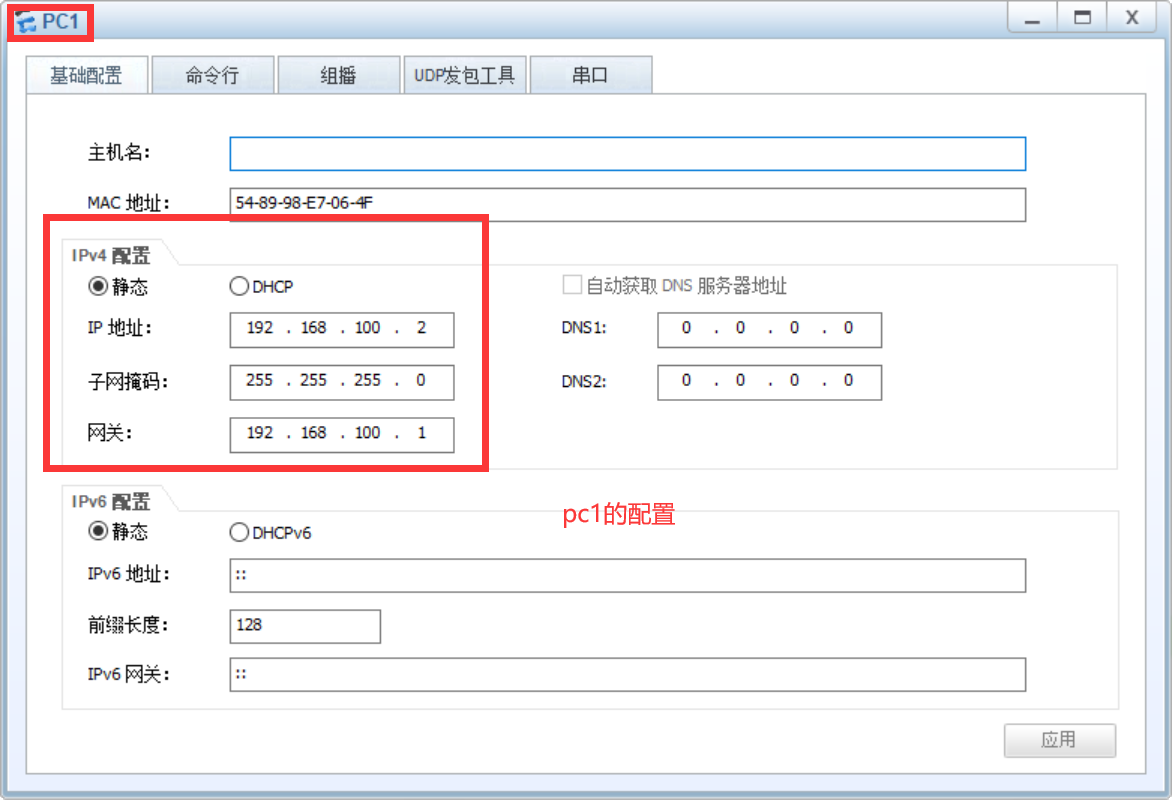 PC1
基础配置 命令行 组播 UDP发包工具 串口
主机名:
MAC 地址: 54-89-98-E7-06-4F
IPv4 配置
静态 DHCP 自动获取 DNS 服务器地址
IP 地址: 192 . 168 . 100 . 2 DNS1: 0 . 0 . 0 . 0
子网掩码: 255 . 255 . 255 . 0 DNS2: 0 . 0 . 0 . 0
网关: 192 . 168 . 100 . 1
IPv6 配置
pc1的配置
静态 DHCPv6
IPv6 地址: ::
前缀长度: 128
IPv6 网关: ::
应用